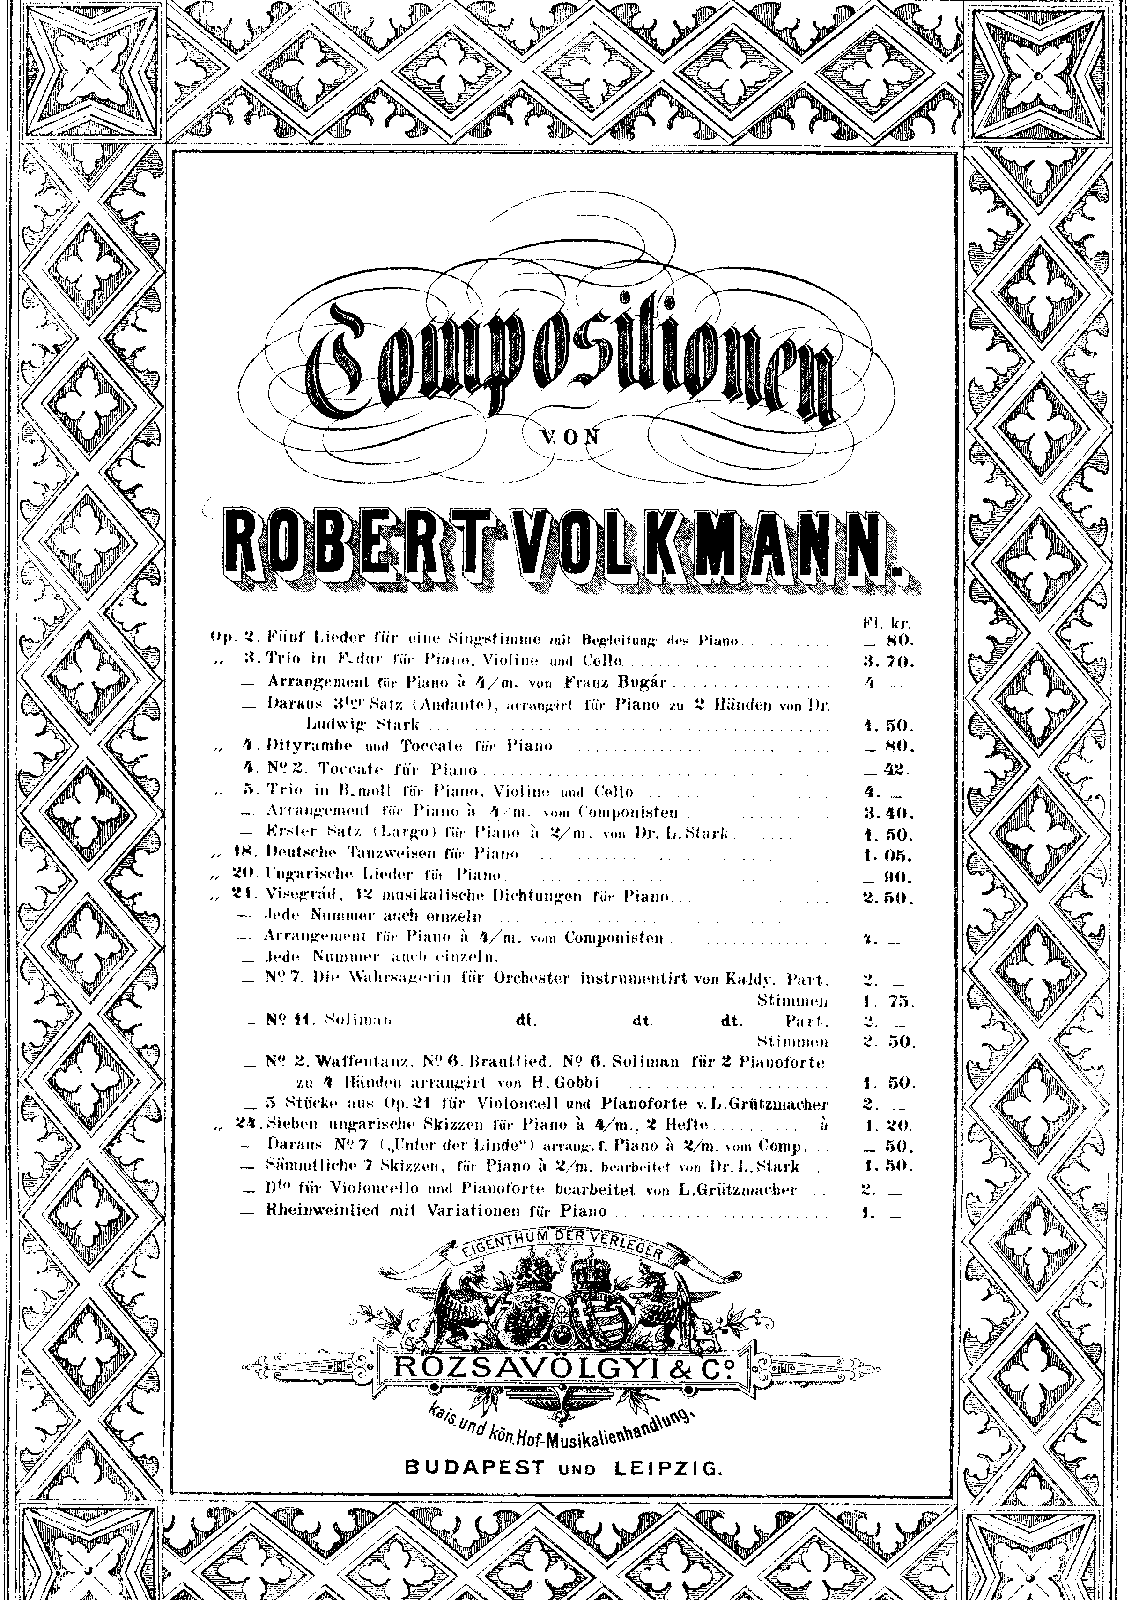 Compositionen
VON
ROBERT VOLKMANN.
Fl. kr.
Op. 2. Fünf Lieder für eine Singstimme mit Begleitung des Piano. . . . . . . — 80.
„ 3. Trio in F-dur für Piano, Violine und Cello. . . . . . . 3. 70.
— Arrangement für Piano à 4/m. von Franz Bugár . . . . . . . 4 —
— Daraus 3ter Satz (Andante), arrangirt für Piano zu 2 Händen von Dr.
Ludwig Stark . . . . . . . 1. 50.
„ 4. Dityrambe und Toccate für Piano . . . . . . . — 80.
4. No 2. Toccate für Piano . . . . . . . — 42.
„ 5. Trio in B-moll für Piano, Violine und Cello . . . . . . . 4. —
— Arrangement für Piano à 4/m. vom Componisten . . . . . . . 3. 40.
— Erster Satz (Largo) für Piano à 2/m. von Dr. L. Stark . . . . . . . 1. 50.
„ 18. Deutsche Tanzweisen für Piano . . . . . . . 1. 05.
„ 20. Ungarische Lieder für Piano. . . . . . . — 90.
„ 21. Visegrád, 12 musikalische Dichtungen für Piano. . . . . . . 2. 50.
— Jede Nummer auch einzeln . . . . . . .
— Arrangement für Piano à 4/m. vom Componisten . . . . . . . 4. —
— Jede Nummer auch einzeln.
— No 7. Die Wahrsagerin für Orchester instrumentirt von Kaldy. Part. 2. —
Stimmen 1. 75.
— No 11. Soliman dt. dt. dt. Part. 2. —
Stimmen 2. 50.
— No 2. Waffentanz. No 6. Brautlied. No 6. Soliman für 2 Pianoforte
zu 4 Händen arrangirt von H. Gobbi . . . . . . . 1. 50.
— 5 Stücke aus Op. 21 für Violoncell und Pianoforte v. L. Grützmacher 2. —
„ 24. Sieben ungarische Skizzen für Piano à 4/m., 2 Hefte . . . . . . . à 1. 20.
— Daraus No 7 („Unter der Linde“) arrang. f. Piano à 2/m. vom Comp. . . — 50.
— Sämmtliche 7 Skizzen, für Piano à 2/m. bearbeitet von Dr. L. Stark . 1. 50.
— Dto für Violoncello und Pianoforte bearbeitet von L. Grützmacher . . 2. —
— Rheinweinlied mit Variationen für Piano . . . . . . . 1. —
EIGENTHUM DER VERLEGER
ROZSAVÖLGYI & Co.
kais. und kön. Hof-Musikalienhandlung,
BUDAPEST UND LEIPZIG.